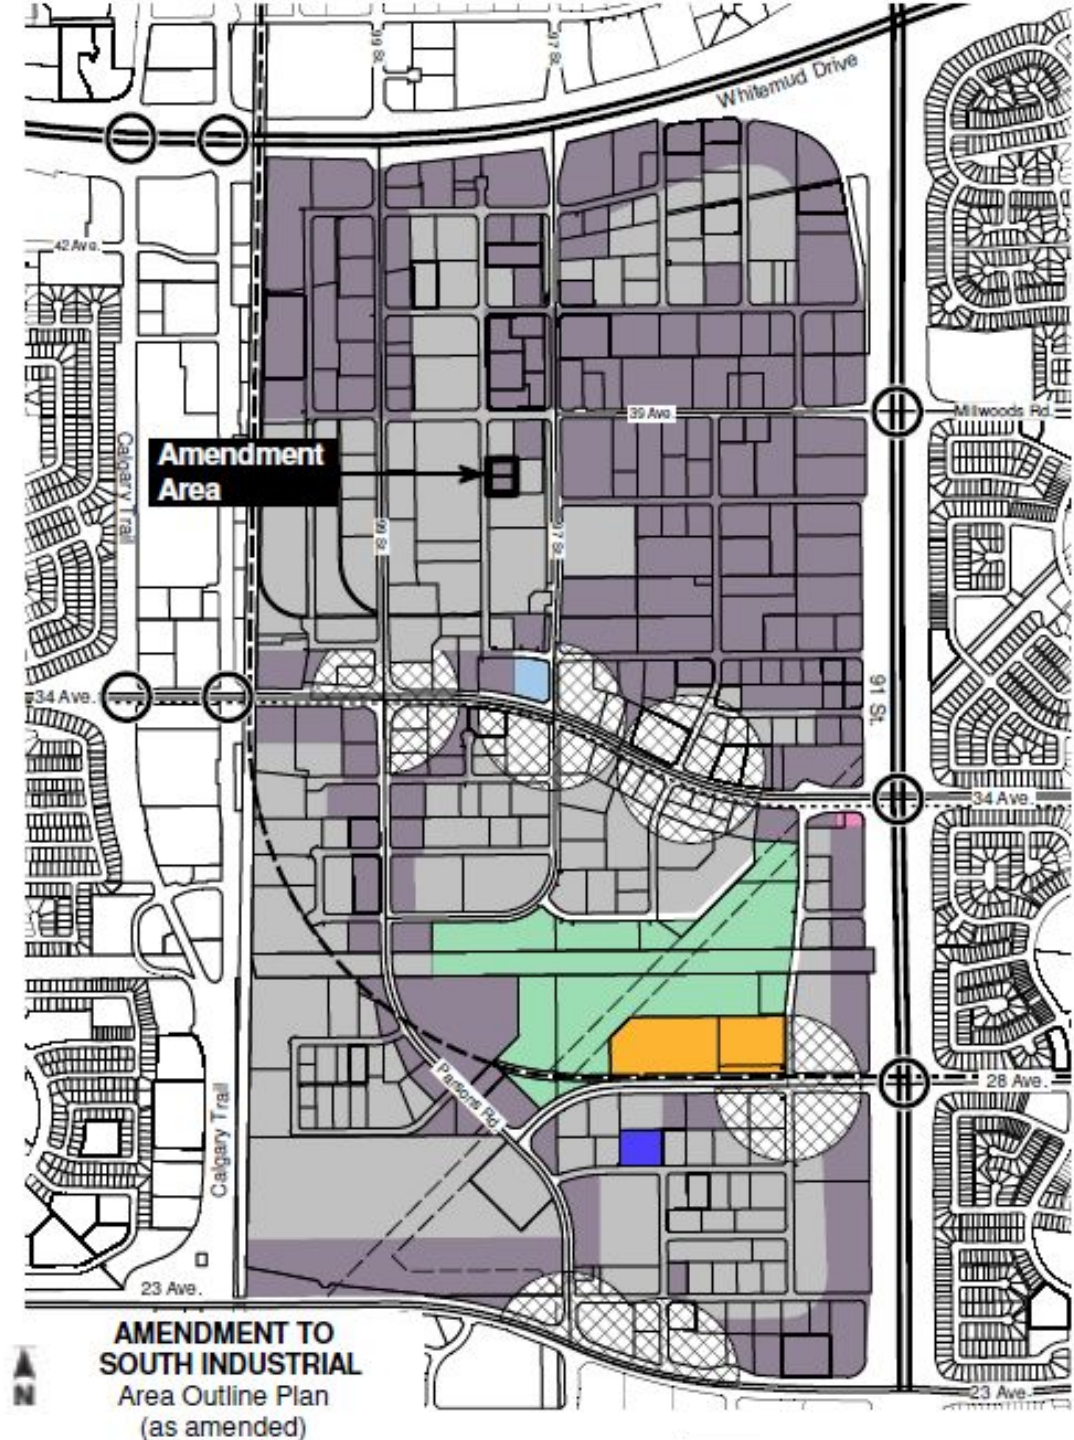 99 St.
97 St.
Whitemud Drive
42 Ave.
39 Ave.
Millwoods Rd.
Amendment
Area
Calgary Trail
99 St.
97 St.
34 Ave.
91 St.
34 Ave.
Parsons Rd.
28 Ave.
Calgary Trail
23 Ave.
AMENDMENT TO
SOUTH INDUSTRIAL
Area Outline Plan
(as amended)
N
23 Ave.